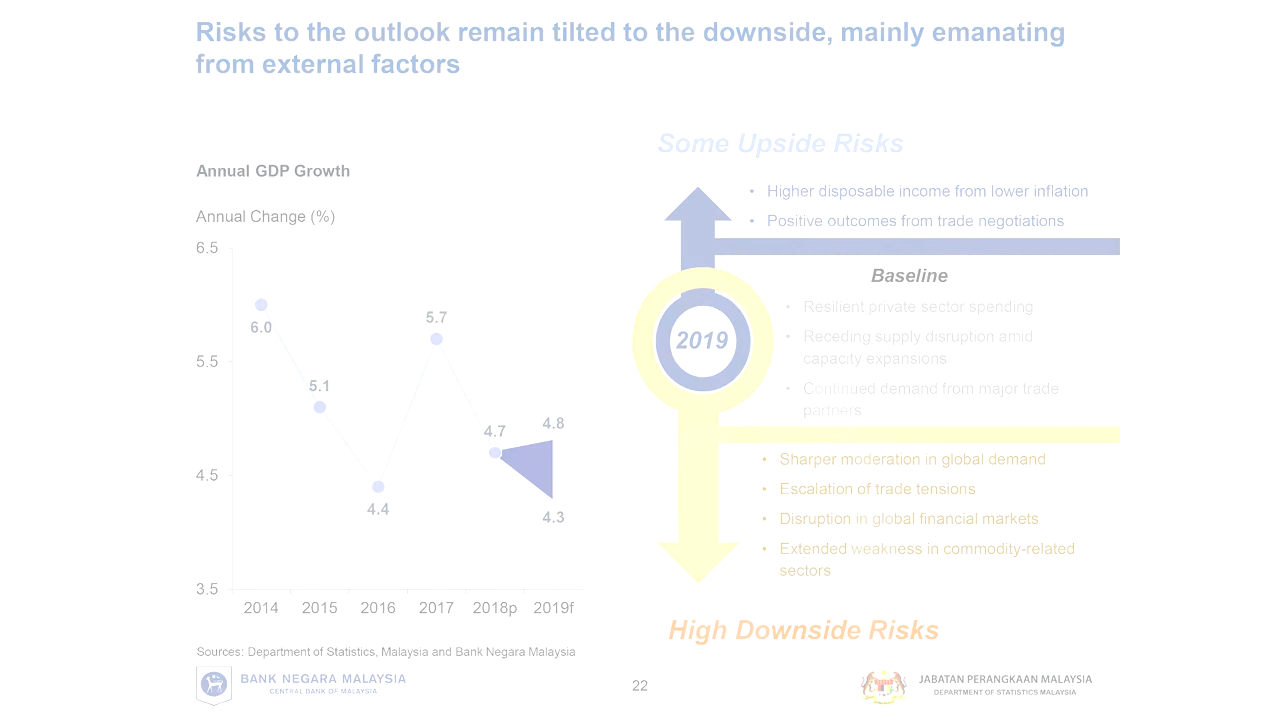 Risks to the outlook remain tilted to the downside, mainly emanating
from external factors
Annual GDP Growth
Annual Change (%)
6.5
5.5
4.5
3.5
6.0
5.1
4.4
5.7
4.7
4.8
4.3
2014 2015 2016 2017 2018p 2019f
Sources: Department of Statistics, Malaysia and Bank Negara Malaysia
Some Upside Risks
• Higher disposable income from lower inflation
• Positive outcomes from trade negotiations
2019
Baseline
• Resilient private sector spending
• Receding supply disruption amid
capacity expansions
• Continued demand from major trade
partners
• Sharper moderation in global demand
• Escalation of trade tensions
• Disruption in global financial markets
• Extended weakness in commodity-related
sectors
High Downside Risks
BANK NEGARA MALAYSIA
CENTRAL BANK OF MALAYSIA
22
JABATAN PERANGKAAN MALAYSIA
DEPARTMENT OF STATISTICS MALAYSIA